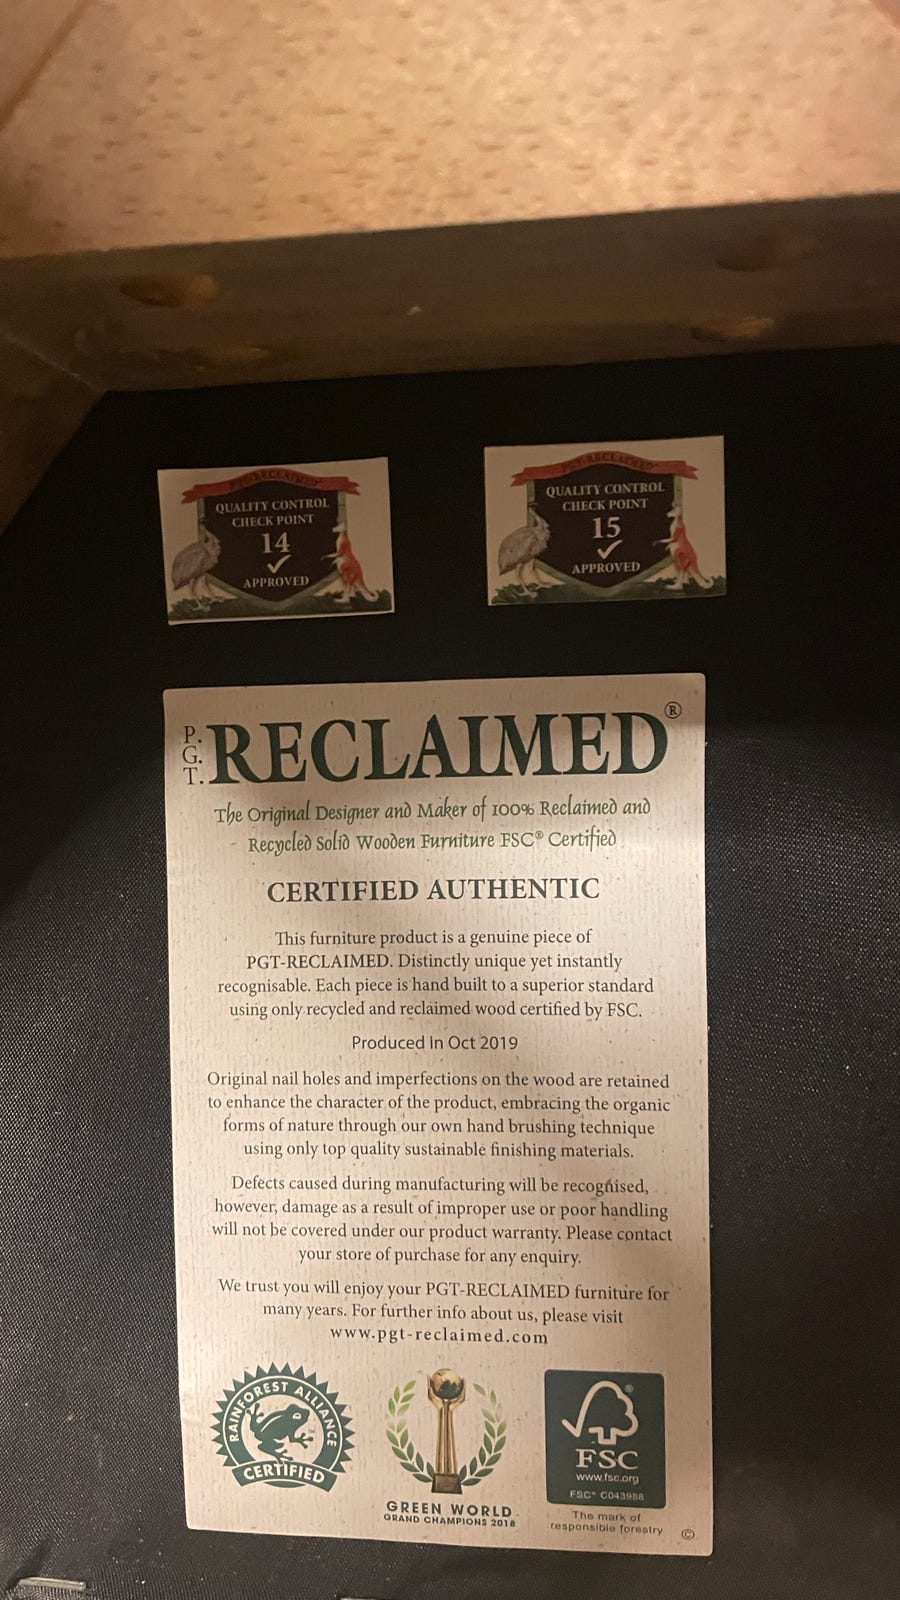 PGT-RECLAIMED
QUALITY CONTROL
CHECK POINT
14
APPROVED
PGT-RECLAIMED
QUALITY CONTROL
CHECK POINT
15
APPROVED
P.G.T. RECLAIMED®
The Original Designer and Maker of 100% Reclaimed and
Recycled Solid Wooden Furniture FSC® Certified
CERTIFIED AUTHENTIC
This furniture product is a genuine piece of
PGT-RECLAIMED. Distinctly unique yet instantly
recognisable. Each piece is hand built to a superior standard
using only recycled and reclaimed wood certified by FSC.
Produced in Oct 2019
Original nail holes and imperfections on the wood are retained
to enhance the character of the product, embracing the organic
forms of nature through our own hand brushing technique
using only top quality sustainable finishing materials.
Defects caused during manufacturing will be recognised,
however, damage as a result of improper use or poor handling
will not be covered under our product warranty. Please contact
your store of purchase for any enquiry.
We trust you will enjoy your PGT-RECLAIMED furniture for
many years. For further info about us, please visit
www.pgt-reclaimed.com
RAINFOREST ALLIANCE
CERTIFIED
GREEN WORLD
GRAND CHAMPIONS 2018
FSC
www.fsc.org
FSC® C043988
The mark of
responsible forestry
©